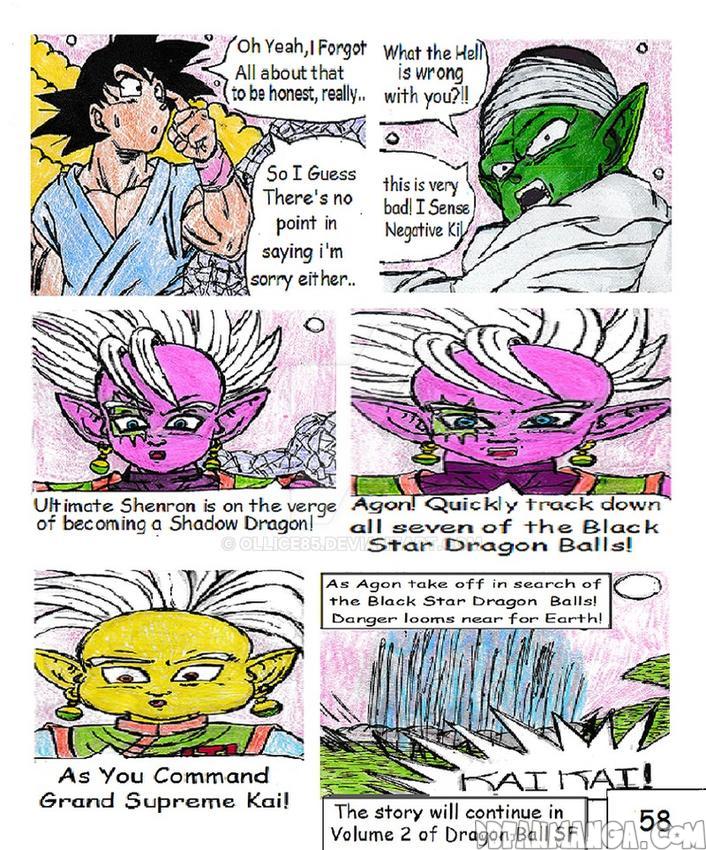 Oh Yeah,I Forgot
All about that
to be honest, really..
So I Guess
There's no
point in
saying i'm
sorry either..
What the Hell
is wrong
with you?!!
this is very
bad! I Sense
Negative Ki!
Ultimate Shenron is on the verge
of becoming a Shadow Dragon!
Agon! Quickly track down
all seven of the Black
Star Dragon Balls!
© OLLICE85.DEVIANTART.COM
As You Command
Grand Supreme Kai!
As Agon take off in search of
the Black Star Dragon Balls!
Danger looms near for Earth!
KAI KAI!
The story will continue in
Volume 2 of Dragon Ball SF
58
DBFANMANGA.COM